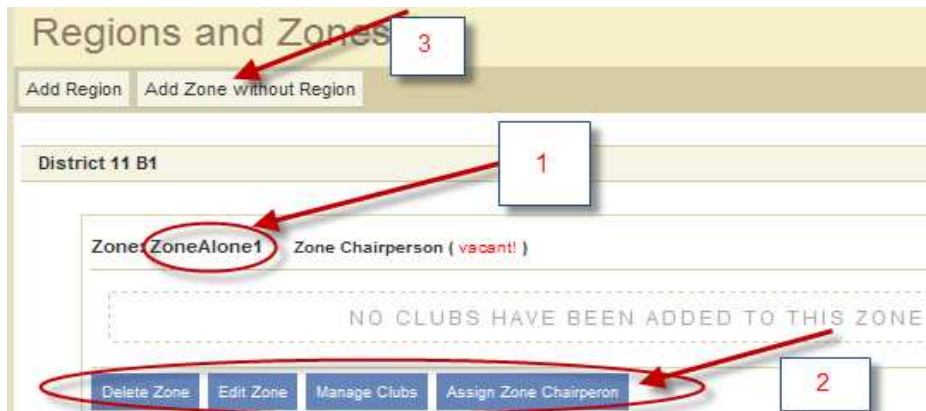 Regions and Zones
3
Add Region Add Zone without Region
District 11 B1
1
Zone: ZoneAlone1 Zone Chairperson ( vacant! )
NO CLUBS HAVE BEEN ADDED TO THIS ZONE
Delete Zone Edit Zone Manage Clubs Assign Zone Chairperon
2